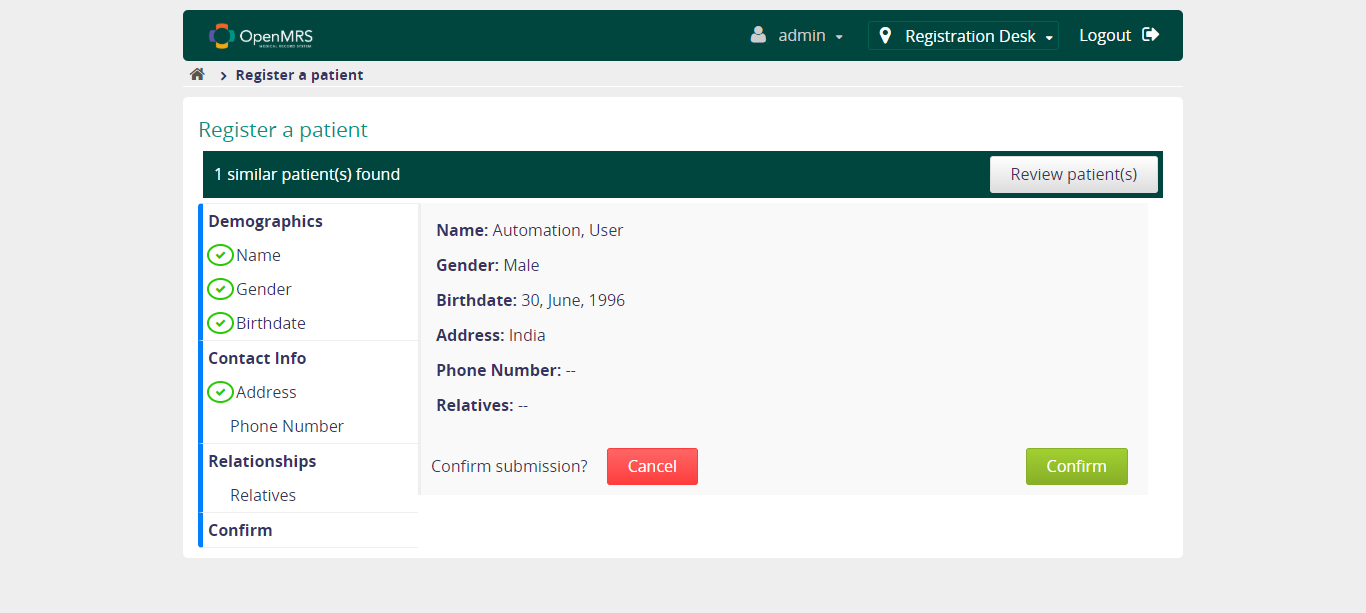 OpenMRS
MEDICAL RECORD SYSTEM
admin
Registration Desk
Logout
Register a patient
Register a patient
1 similar patient(s) found
Review patient(s)
Demographics
Name
Gender
Birthdate
Contact Info
Address
Phone Number
Relationships
Relatives
Confirm
Name: Automation, User
Gender: Male
Birthdate: 30, June, 1996
Address: India
Phone Number: --
Relatives: --
Confirm submission?
Cancel
Confirm